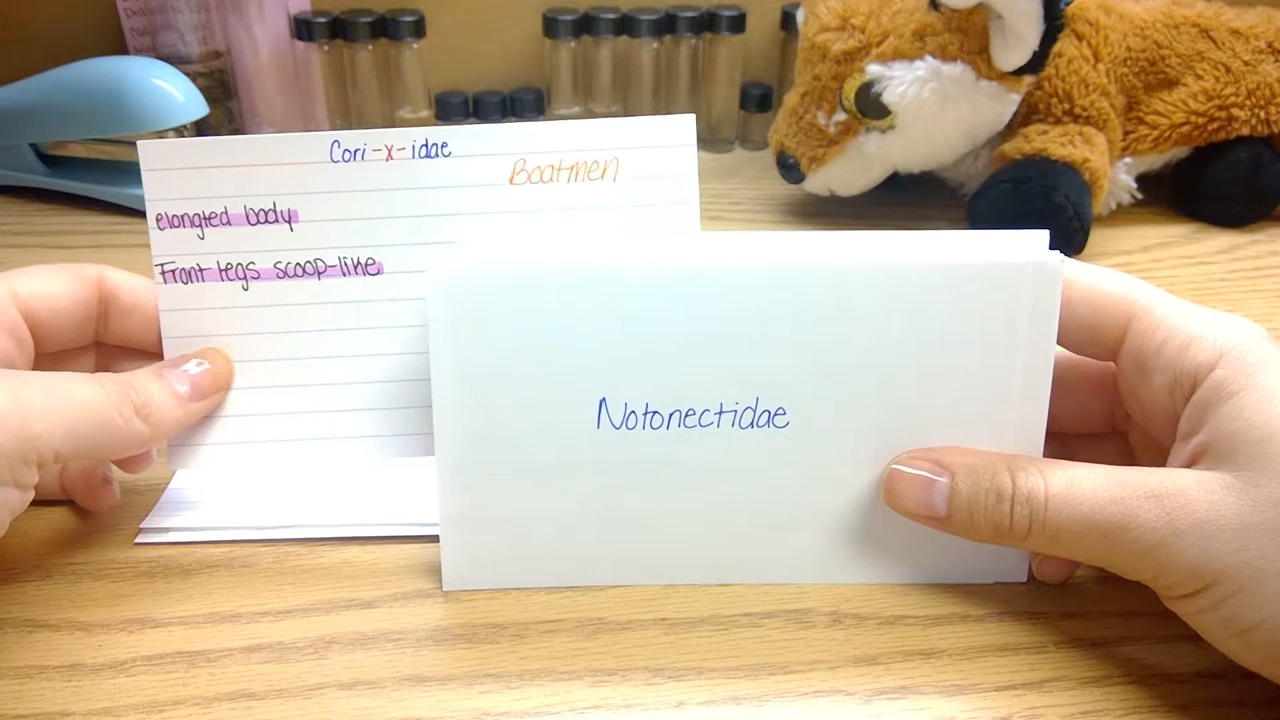 Cori-x-idae
Boatmen
elongted body
Front legs scoop-like
Notonectidae